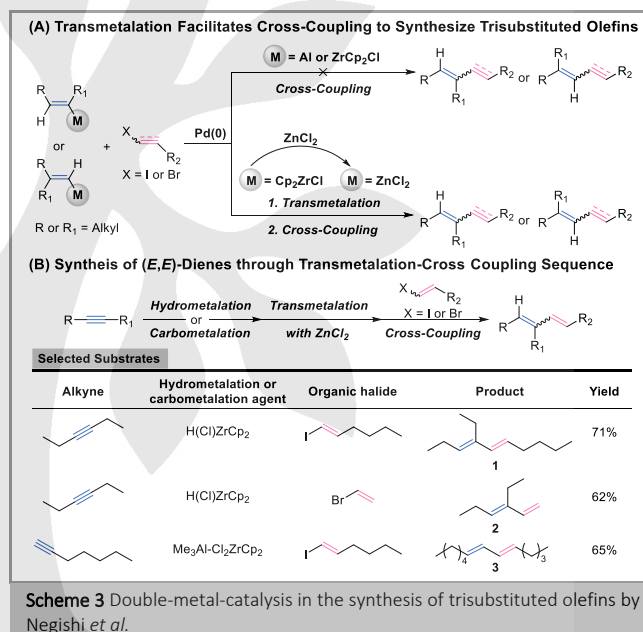 (A) Transmetalation Facilitates Cross-Coupling to Synthesize Trisubstituted Olefins
R
R₁
H
M
or
R
H
R₁
M
R or R₁ = Alkyl
+
X
R₂
X = I or Br
Pd(0)
M = Al or ZrCp₂Cl
Cross-Coupling
H
R
R₁
R₂
or
R₁
R
H
R₂
ZnCl₂
M = Cp₂ZrCl
M = ZnCl₂
1. Transmetalation
2. Cross-Coupling
H
R
R₁
R₂
or
R₁
R
H
R₂
(B) Synthesis of (E,E)-Dienes through Transmetalation-Cross Coupling Sequence
R
R₁
Hydrometalation
or
Carbometalation
Transmetalation
with ZnCl₂
X
R₂
X = I or Br
Cross-Coupling
H
R
R₁
R₂
Selected Substrates
Alkyne
Hydrometalation or
carbometalation agent
Organic halide
Product
Yield
H(Cl)ZrCp₂
I
1
71%
H(Cl)ZrCp₂
Br
2
62%
Me₃Al-Cl₂ZrCp₂
I
( )₄
( )₃
3
65%
Scheme 3 Double-metal-catalysis in the synthesis of trisubstituted olefins by
Negishi et al.